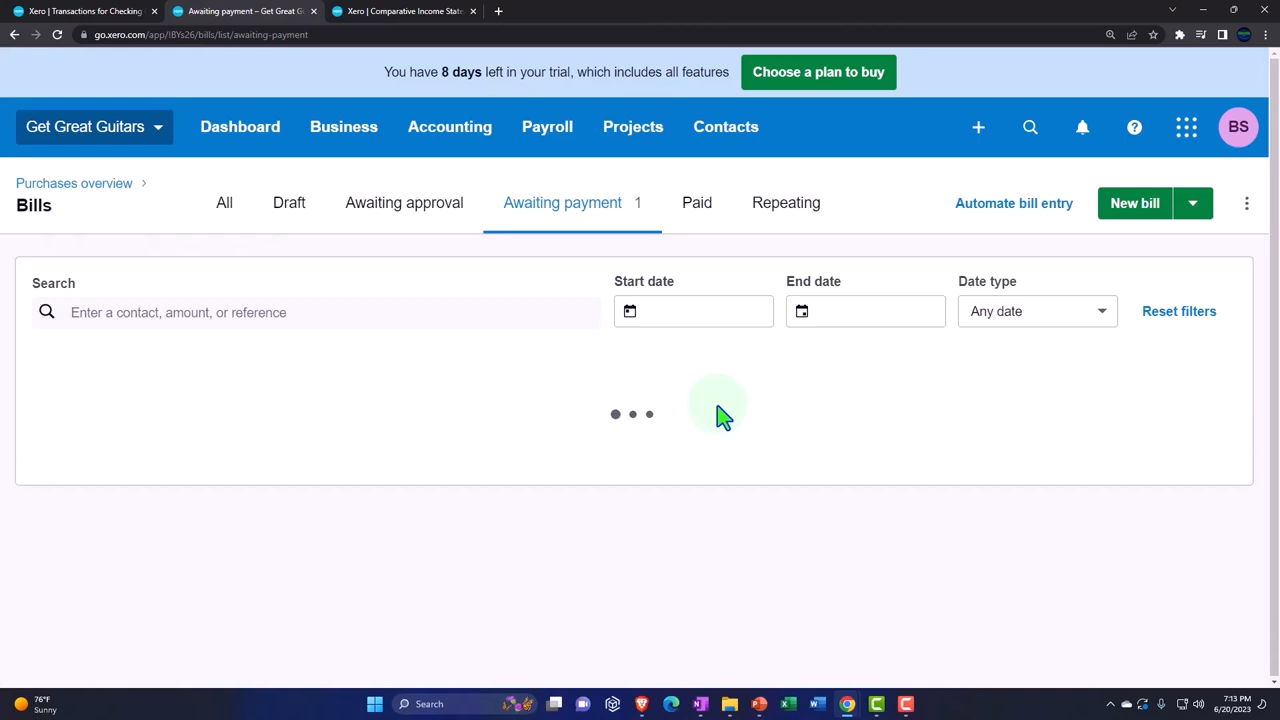 Xero | Transactions for Checking
Awaiting payment – Get Great Gu
Xero | Comparative Income State
go.xero.com/app/!BYs26/bills/list/awaiting-payment
You have 8 days left in your trial, which includes all features
Choose a plan to buy
Get Great Guitars
Dashboard
Business
Accounting
Payroll
Projects
Contacts
BS
Purchases overview
Bills
All
Draft
Awaiting approval
Awaiting payment 1
Paid
Repeating
Automate bill entry
New bill
Search
Start date
End date
Date type
Enter a contact, amount, or reference
Any date
Reset filters
76°F
Sunny
Search
7:13 PM
6/20/2023